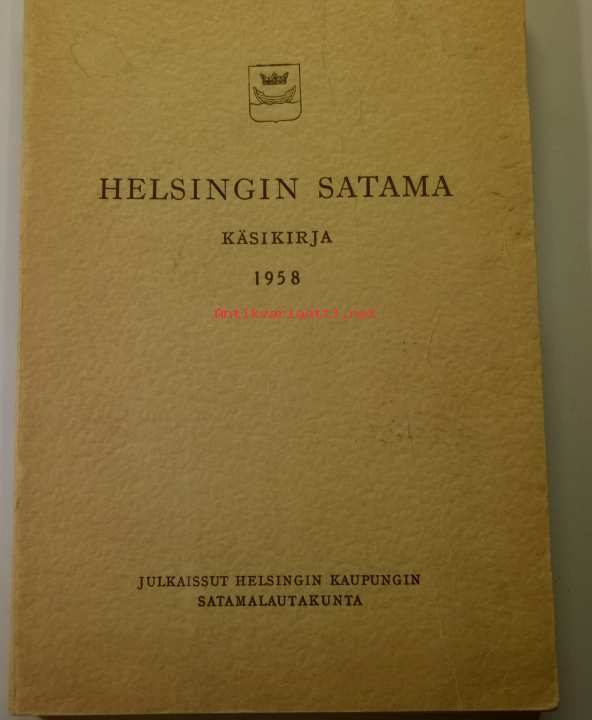 HELSINGIN SATAMA
KÄSIKIRJA
1958
Antikvariaatti.net
JULKAISSUT HELSINGIN KAUPUNGIN
SATAMALAUTAKUNTA